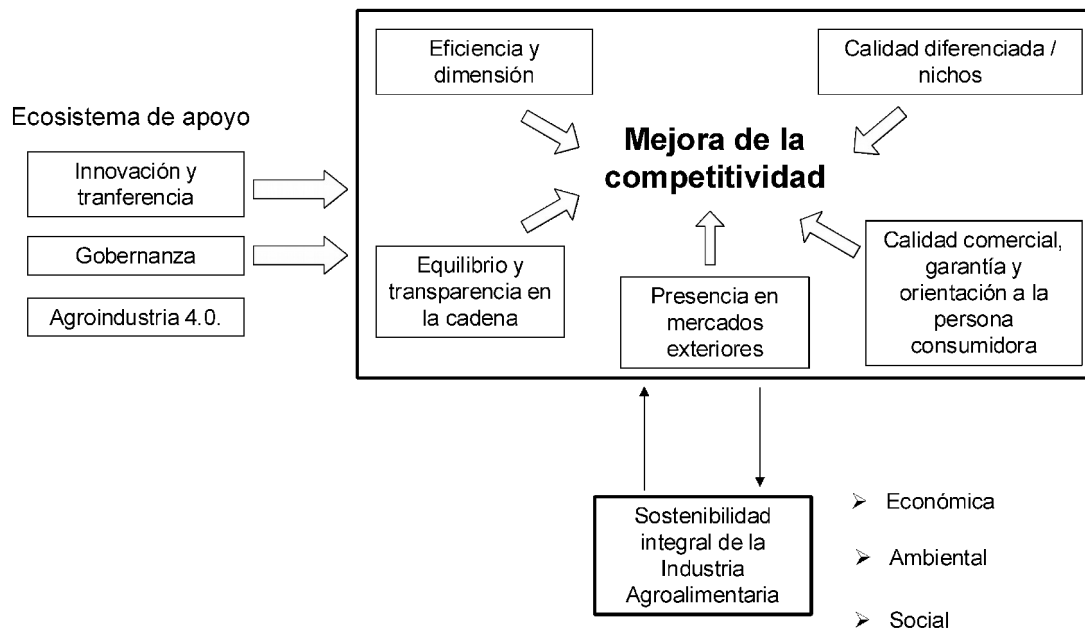 Ecosistema de apoyo
Innovación y
tranferencia
Gobernanza
Agroindustria 4.0.
Eficiencia y
dimensión
Calidad diferenciada /
nichos
Mejora de la
competitividad
Equilibrio y
transparencia en
la cadena
Presencia en
mercados
exteriores
Calidad comercial,
garantía y
orientación a la
persona
consumidora
Sostenibilidad
integral de la
Industria
Agroalimentaria
Económica
Ambiental
Social